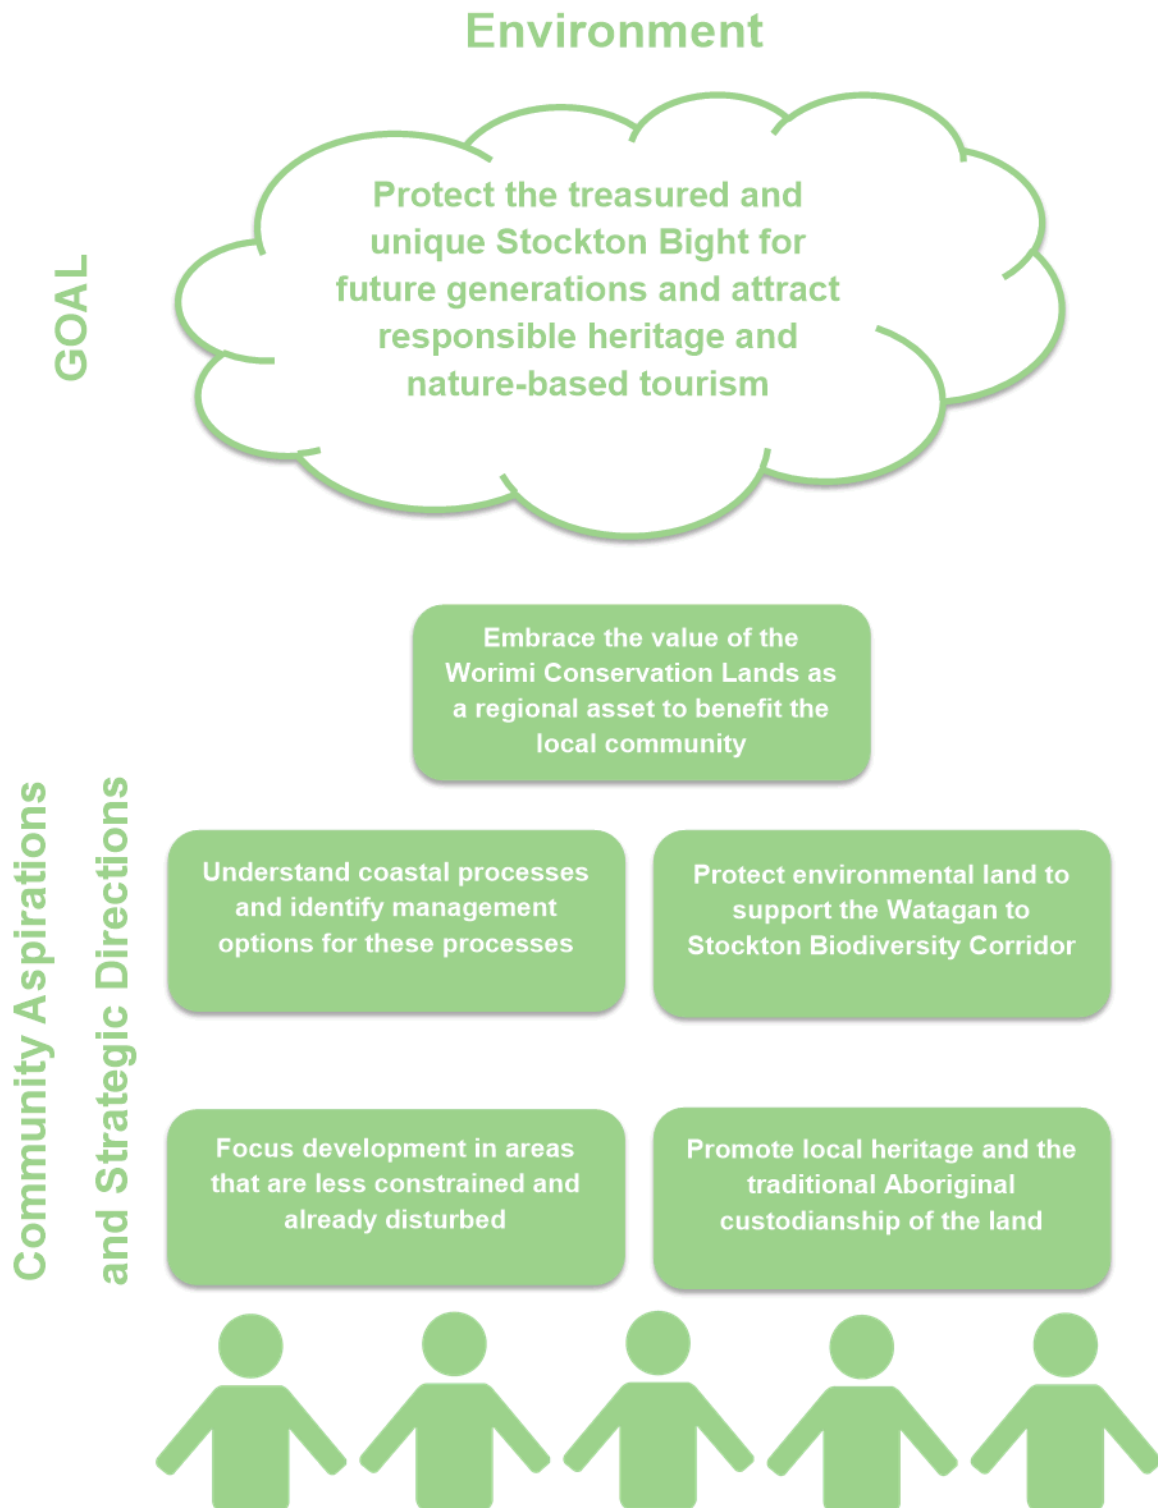 Environment
GOAL
Protect the treasured and
unique Stockton Bight for
future generations and attract
responsible heritage and
nature-based tourism
Community Aspirations
and Strategic Directions
Embrace the value of the
Worimi Conservation Lands as
a regional asset to benefit the
local community
Understand coastal processes
and identify management
options for these processes
Protect environmental land to
support the Watagan to
Stockton Biodiversity Corridor
Focus development in areas
that are less constrained and
already disturbed
Promote local heritage and the
traditional Aboriginal
custodianship of the land